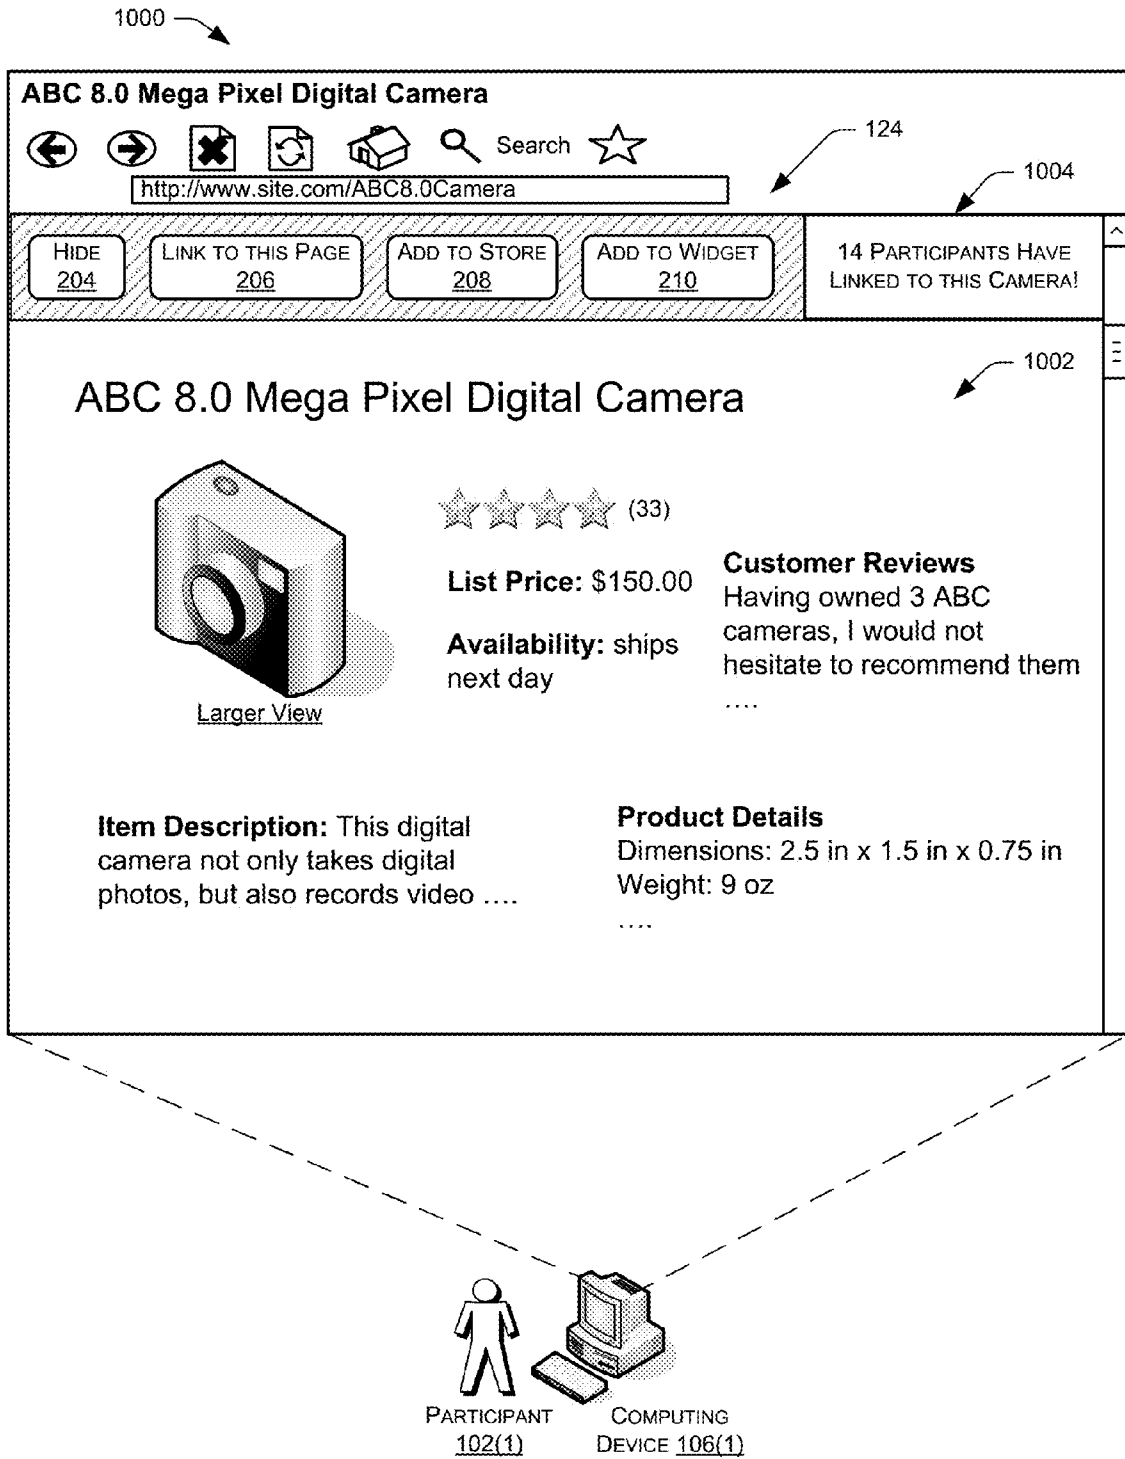 1000
ABC 8.0 Mega Pixel Digital Camera
Search
124
http://www.site.com/ABC8.0Camera
1004
HIDE
204
LINK TO THIS PAGE
206
ADD TO STORE
208
ADD TO WIDGET
210
14 PARTICIPANTS HAVE
LINKED TO THIS CAMERA!
1002
ABC 8.0 Mega Pixel Digital Camera
(33)
List Price: $150.00
Availability: ships
next day
Customer Reviews
Having owned 3 ABC
cameras, I would not
hesitate to recommend them
....
Larger View
Item Description: This digital
camera not only takes digital
photos, but also records video ....
Product Details
Dimensions: 2.5 in x 1.5 in x 0.75 in
Weight: 9 oz
....
PARTICIPANT
102(1)
COMPUTING
DEVICE 106(1)